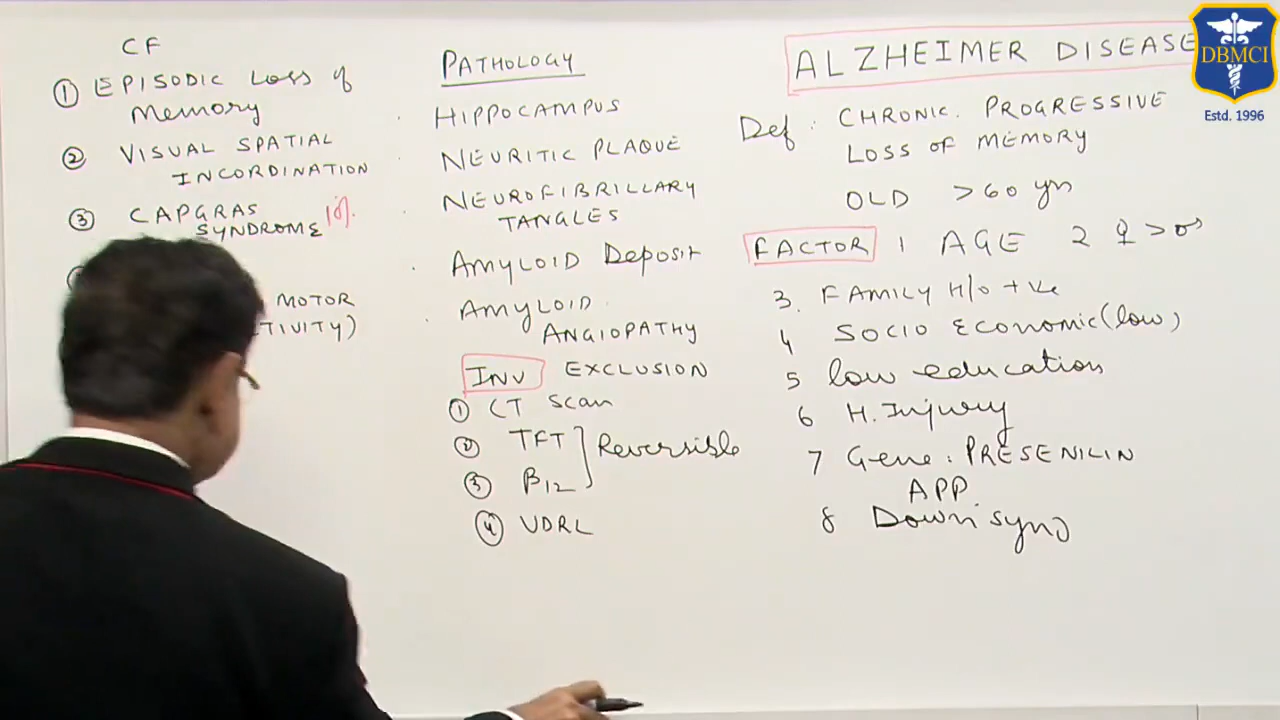 CF
① EPISODIC Loss of
Memory
② VISUAL SPATIAL
INCORDINATION
③ CAPGRAS
SYNDROME 10%
MOTOR
TIVITY)
PATHOLOGY
. HIPPOCAMPUS
. NEURITIC PLAQUE
. NEUROFIBRILLARY
TANGLES
. AMYLOID Deposit
. AMYLOID
ANGIOPATHY
INV EXCLUSION
① CT Scan
② TFT
③ B12
Reversible
④ VDRL
ALZHEIMER DISEASE
Def : CHRONIC. PROGRESSIVE
LOSS OF MEMORY
OLD >60 yrs
FACTOR 1 AGE 2 ♀ > ♂
3. FAMILY H/o +ve
4 SOCIO ECONOMIC (low)
5 low education
6 H. Injury
7 Gene : PRESENILIN
APP
8 Down synd
DBMCI
Estd. 1996